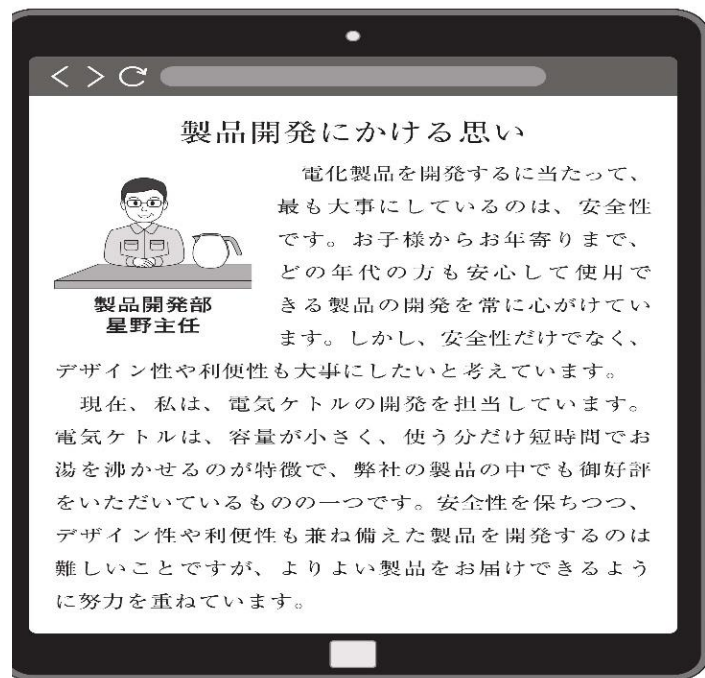 製品開発にかける思い
電化製品を開発するに当たって、
最も大事にしているのは、安全性
です。お子様からお年寄りまで、
どの年代の方も安心して使用で
きる製品の開発を常に心がけてい
ます。しかし、安全性だけでなく、
製品開発部
星野主任
デザイン性や利便性も大事にしたいと考えています。
現在、私は、電気ケトルの開発を担当しています。
電気ケトルは、容量が小さく、使う分だけ短時間でお
湯を沸かせるのが特徴で、弊社の製品の中でも御好評
をいただいているものの一つです。安全性を保ちつつ、
デザイン性や利便性も兼ね備えた製品を開発するのは
難しいことですが、よりよい製品をお届けできるよう
に努力を重ねています。